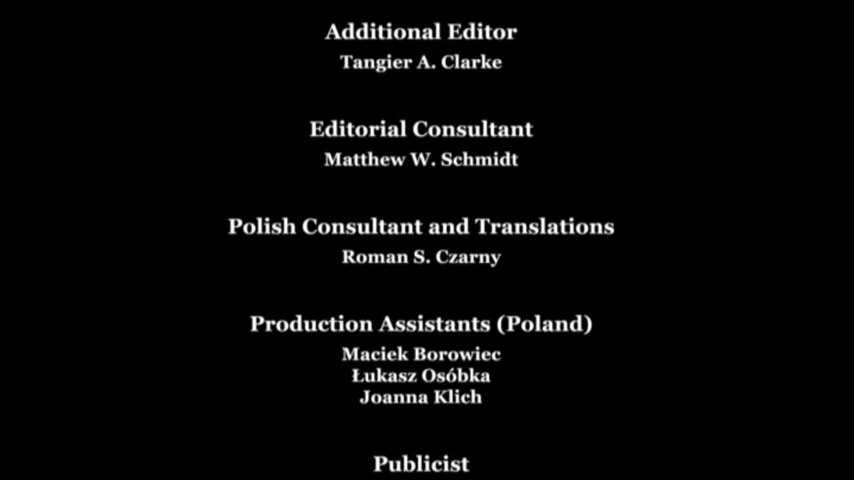 Additional Editor
Tangier A. Clarke
Editorial Consultant
Matthew W. Schmidt
Polish Consultant and Translations
Roman S. Czarny
Production Assistants (Poland)
Maciek Borowiec
Łukasz Osóbka
Joanna Klich
Publicist